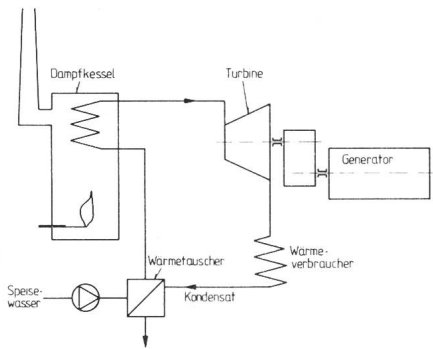 Dampfkessel
Turbine
Generator
Wärme-
verbraucher
Wärmetauscher
Speise-
wasser
Kondensat